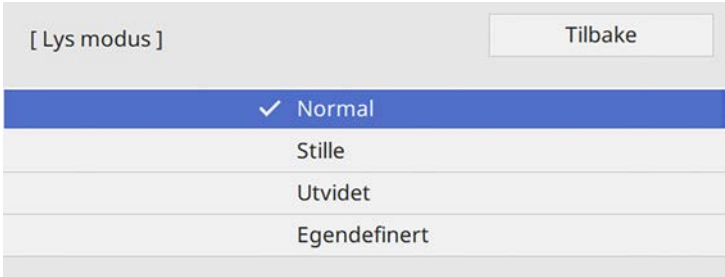 [ Lys modus ]
Tilbake
Normal
Stille
Utvidet
Egendefinert